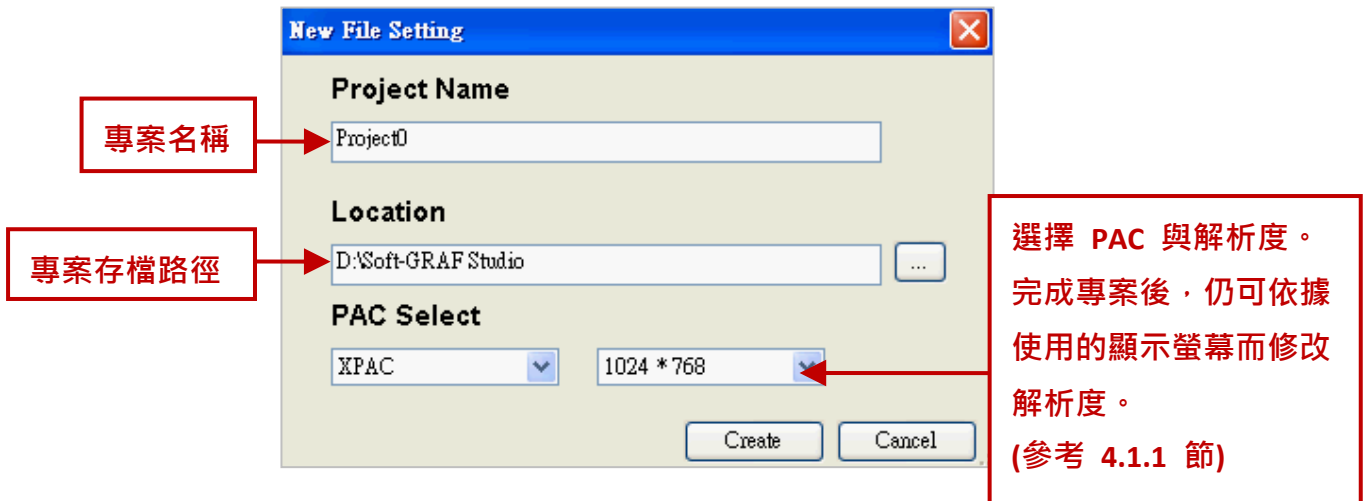 New File Setting
Project Name
專案名稱
Project0
Location
專案存檔路徑
D:\Soft-GRAF Studio
...
PAC Select
XPAC
1024 * 768
Create
Cancel
選擇 PAC 與解析度。
完成專案後，仍可依據
使用的顯示螢幕而修改
解析度。
(參考 4.1.1 節)